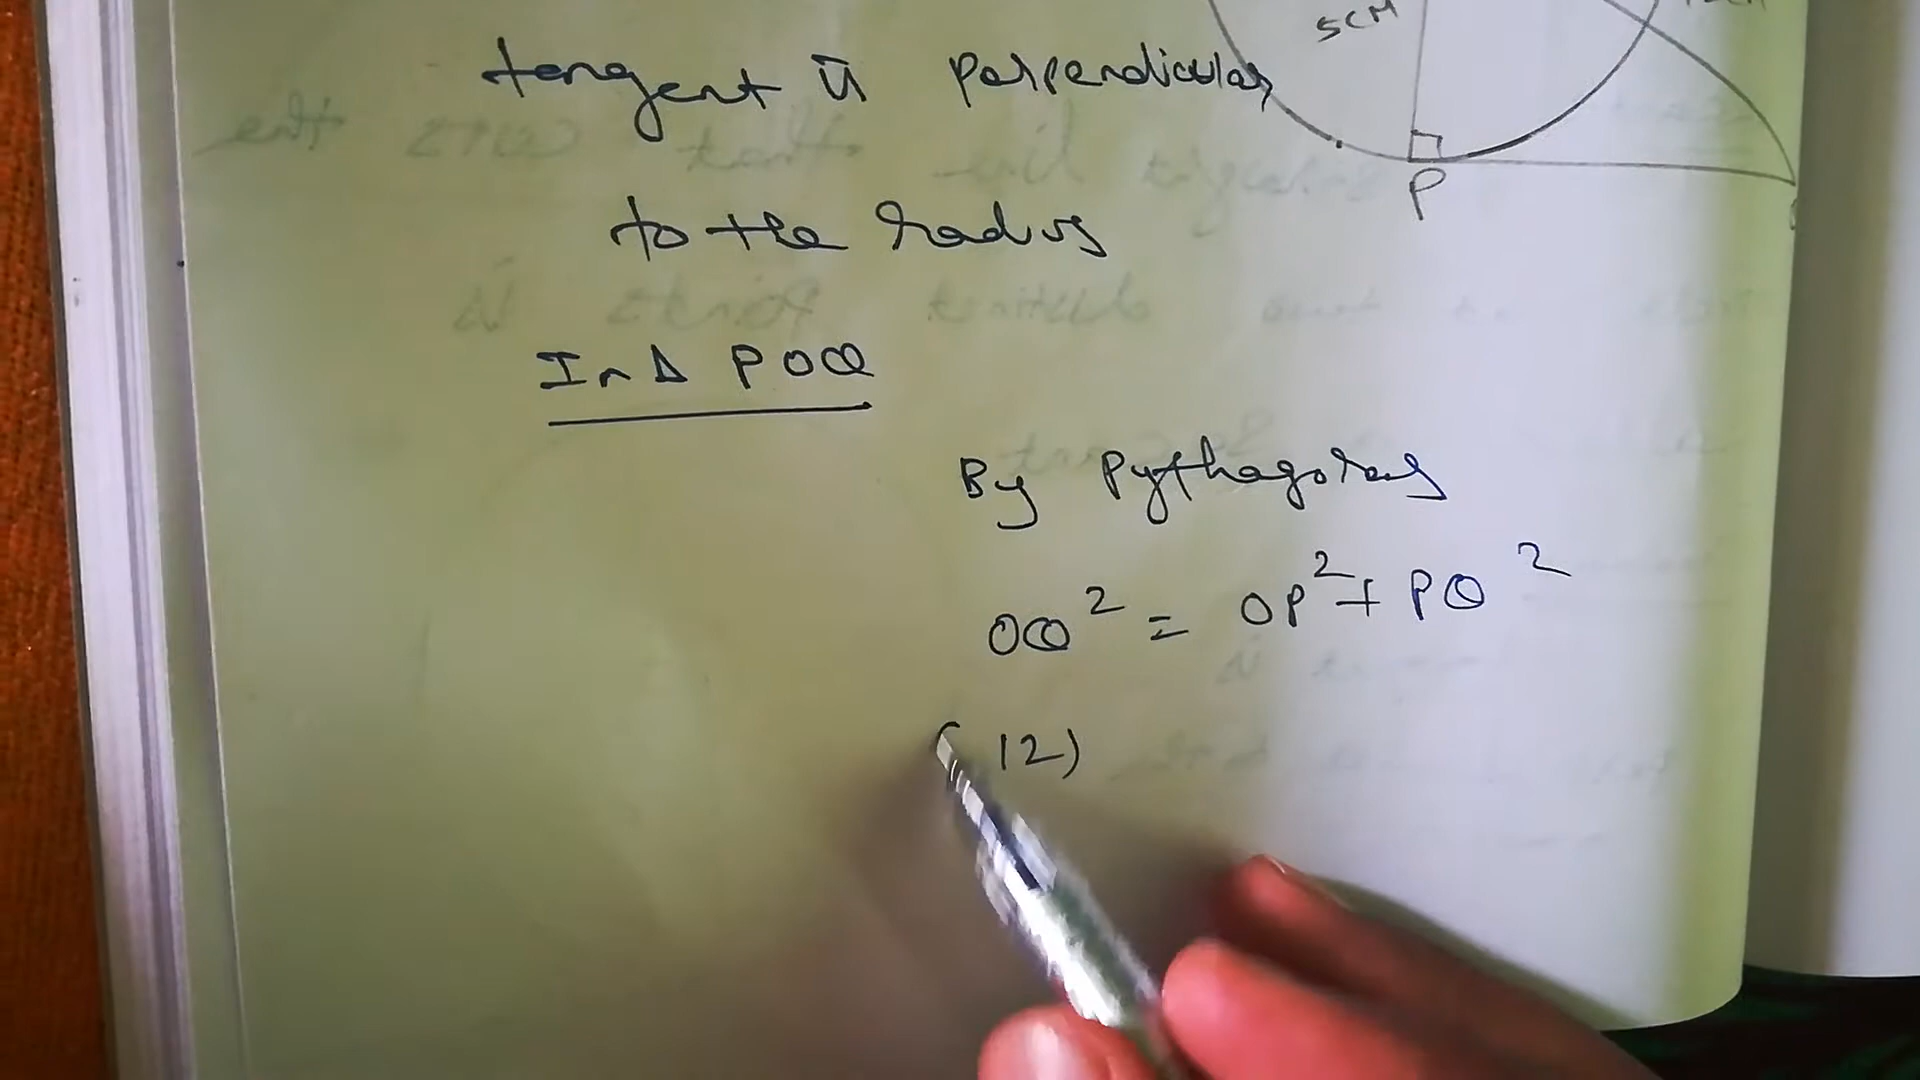 5CM
tangent is perpendicular
P
to the radius
In Δ POQ
By Pythagoras
OQ² = OP² + PQ²
(12)